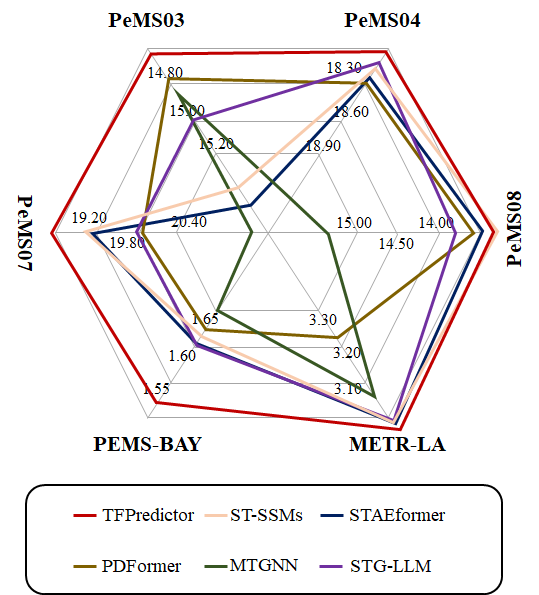 PeMS03 PeMS04
14.80 18.30
15.00 18.60
15.20 18.90
PeMS07 19.20 19.80 20.40 15.00 14.50 14.00 PeMS08
1.65 3.30
1.60 3.20
1.55 3.10
PEMS-BAY METR-LA
TFPredictor ST-SSMs STAEformer
PDFormer MTGNN STG-LLM